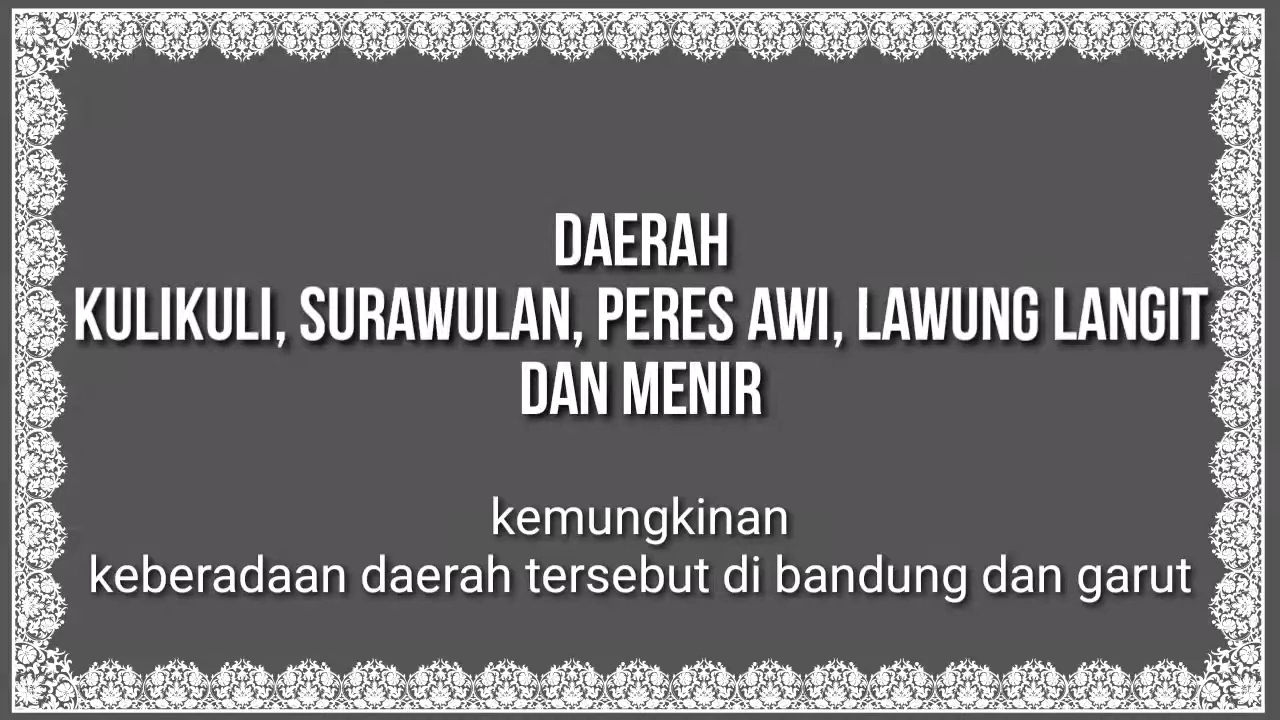 DAERAH
KULIKULI, SURAWULAN, PERES AWI, LAWUNG LANGIT
DAN MENIR
kemungkinan
keberadaan daerah tersebut di bandung dan garut